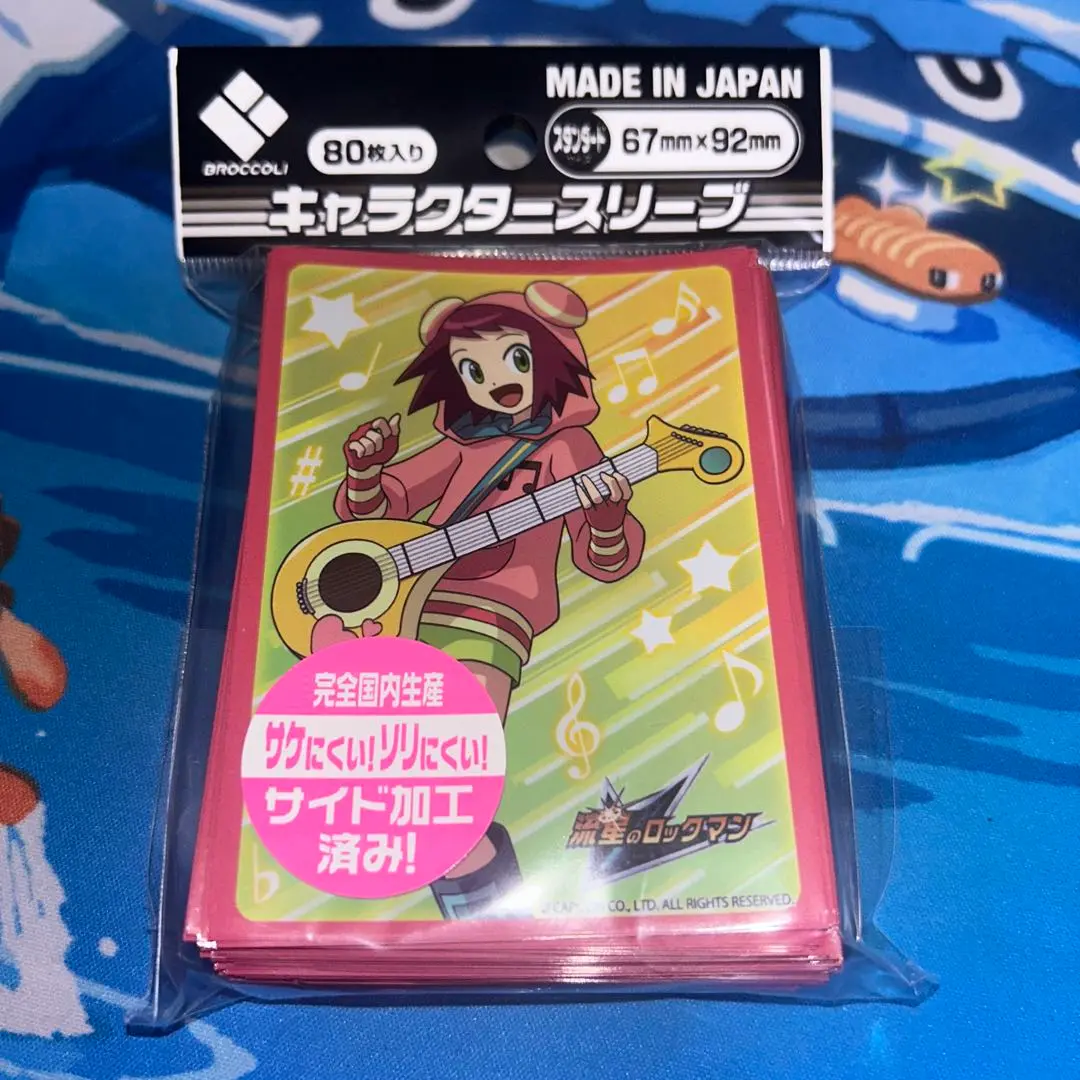 MADE IN JAPAN
BROCCOLI
80枚入り
スタンダード
67mm×92mm
キャラクタースリーブ
完全国内生産
サケにくい!ソリにくい!
サイド加工
済み!
流星のロックマン
CO., LTD. ALL RIGHTS RESERVED.